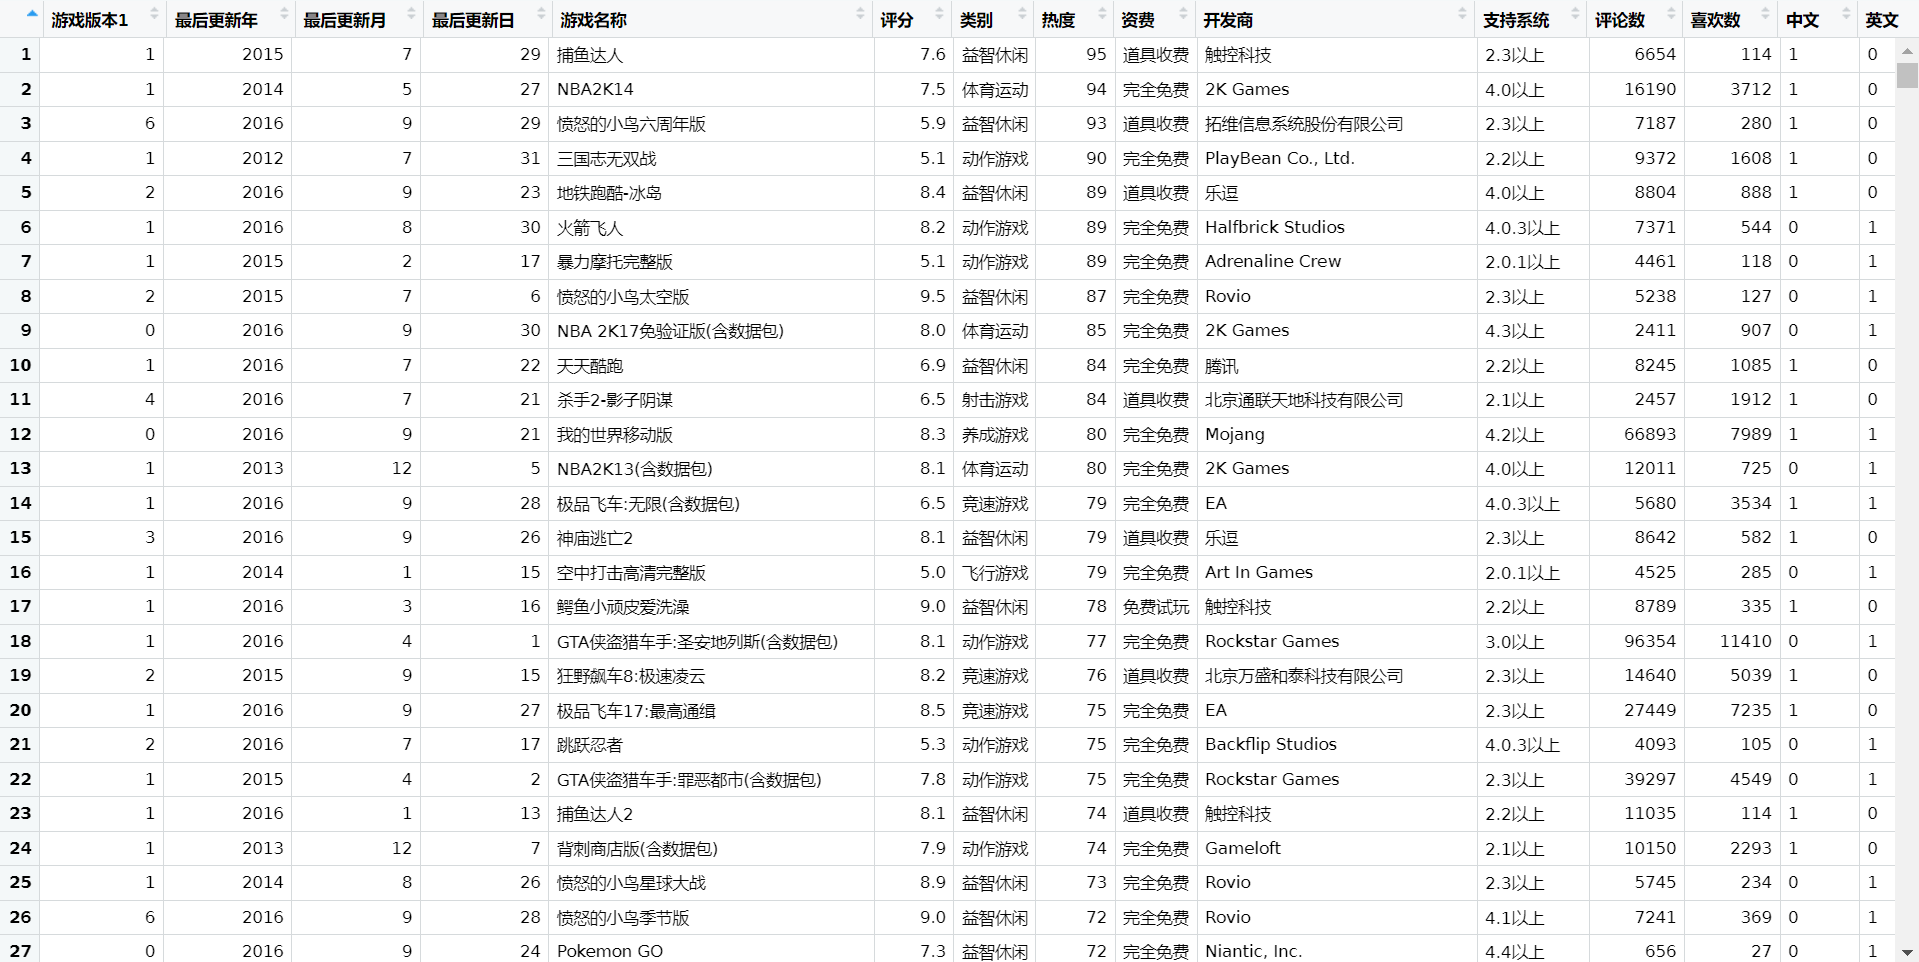 游戏版本1 最后更新年 最后更新月 最后更新日 游戏名称 评分 类别 热度 资费 开发商 支持系统 评论数 喜欢数 中文 英文
1 1 2015 7 29 捕鱼达人 7.6 益智休闲 95 道具收费 触控科技 2.3以上 6654 114 1 0
2 1 2014 5 27 NBA2K14 7.5 体育运动 94 完全免费 2K Games 4.0以上 16190 3712 1 0
3 6 2016 9 29 愤怒的小鸟六周年版 5.9 益智休闲 93 道具收费 拓维信息系统股份有限公司 2.3以上 7187 280 1 0
4 1 2012 7 31 三国志无双战 5.1 动作游戏 90 完全免费 PlayBean Co., Ltd. 2.2以上 9372 1608 1 0
5 2 2016 9 23 地铁跑酷-冰岛 8.4 益智休闲 89 道具收费 乐逗 4.0以上 8804 888 1 0
6 1 2016 8 30 火箭飞人 8.2 动作游戏 89 完全免费 Halfbrick Studios 4.0.3以上 7371 544 0 1
7 1 2015 2 17 暴力摩托完整版 5.1 动作游戏 89 完全免费 Adrenaline Crew 2.0.1以上 4461 118 0 1
8 2 2015 7 6 愤怒的小鸟太空版 9.5 益智休闲 87 完全免费 Rovio 2.3以上 5238 127 0 1
9 0 2016 9 30 NBA 2K17免验证版(含数据包) 8.0 体育运动 85 完全免费 2K Games 4.3以上 2411 907 0 1
10 1 2016 7 22 天天酷跑 6.9 益智休闲 84 完全免费 腾讯 2.2以上 8245 1085 1 0
11 4 2016 7 21 杀手2-影子阴谋 6.5 射击游戏 84 道具收费 北京通联天地科技有限公司 2.1以上 2457 1912 1 0
12 0 2016 9 21 我的世界移动版 8.3 养成游戏 80 完全免费 Mojang 4.2以上 66893 7989 1 1
13 1 2013 12 5 NBA2K13(含数据包) 8.1 体育运动 80 完全免费 2K Games 4.0以上 12011 725 0 1
14 1 2016 9 28 极品飞车:无限(含数据包) 6.5 竞速游戏 79 完全免费 EA 4.0.3以上 5680 3534 1 1
15 3 2016 9 26 神庙逃亡2 8.1 益智休闲 79 道具收费 乐逗 2.3以上 8642 582 1 0
16 1 2014 1 15 空中打击高清完整版 5.0 飞行游戏 79 完全免费 Art In Games 2.0.1以上 4525 285 0 1
17 1 2016 3 16 鳄鱼小顽皮爱洗澡 9.0 益智休闲 78 免费试玩 触控科技 2.2以上 8789 335 1 0
18 1 2016 4 1 GTA侠盗猎车手:圣安地列斯(含数据包) 8.1 动作游戏 77 完全免费 Rockstar Games 3.0以上 96354 11410 0 1
19 2 2015 9 15 狂野飙车8:极速凌云 8.2 竞速游戏 76 道具收费 北京万盛和泰科技有限公司 2.3以上 14640 5039 1 0
20 1 2016 9 27 极品飞车17:最高通缉 8.5 竞速游戏 75 完全免费 EA 2.3以上 27449 7235 1 0
21 2 2016 7 17 跳跃忍者 5.3 动作游戏 75 完全免费 Backflip Studios 4.0.3以上 4093 105 0 1
22 1 2015 4 2 GTA侠盗猎车手:罪恶都市(含数据包) 7.8 动作游戏 75 完全免费 Rockstar Games 2.3以上 39297 4549 0 1
23 1 2016 1 13 捕鱼达人2 8.1 益智休闲 74 道具收费 触控科技 2.2以上 11035 114 1 0
24 1 2013 12 7 背刺商店版(含数据包) 7.9 动作游戏 74 完全免费 Gameloft 2.1以上 10150 2293 1 0
25 1 2014 8 26 愤怒的小鸟星球大战 8.9 益智休闲 73 完全免费 Rovio 2.3以上 5745 234 0 1
26 6 2016 9 28 愤怒的小鸟季节版 9.0 益智休闲 72 完全免费 Rovio 4.1以上 7241 369 0 1
27 0 2016 9 24 Pokemon GO 7.3 益智休闲 72 完全免费 Niantic, Inc. 4.4以上 656 27 0 1